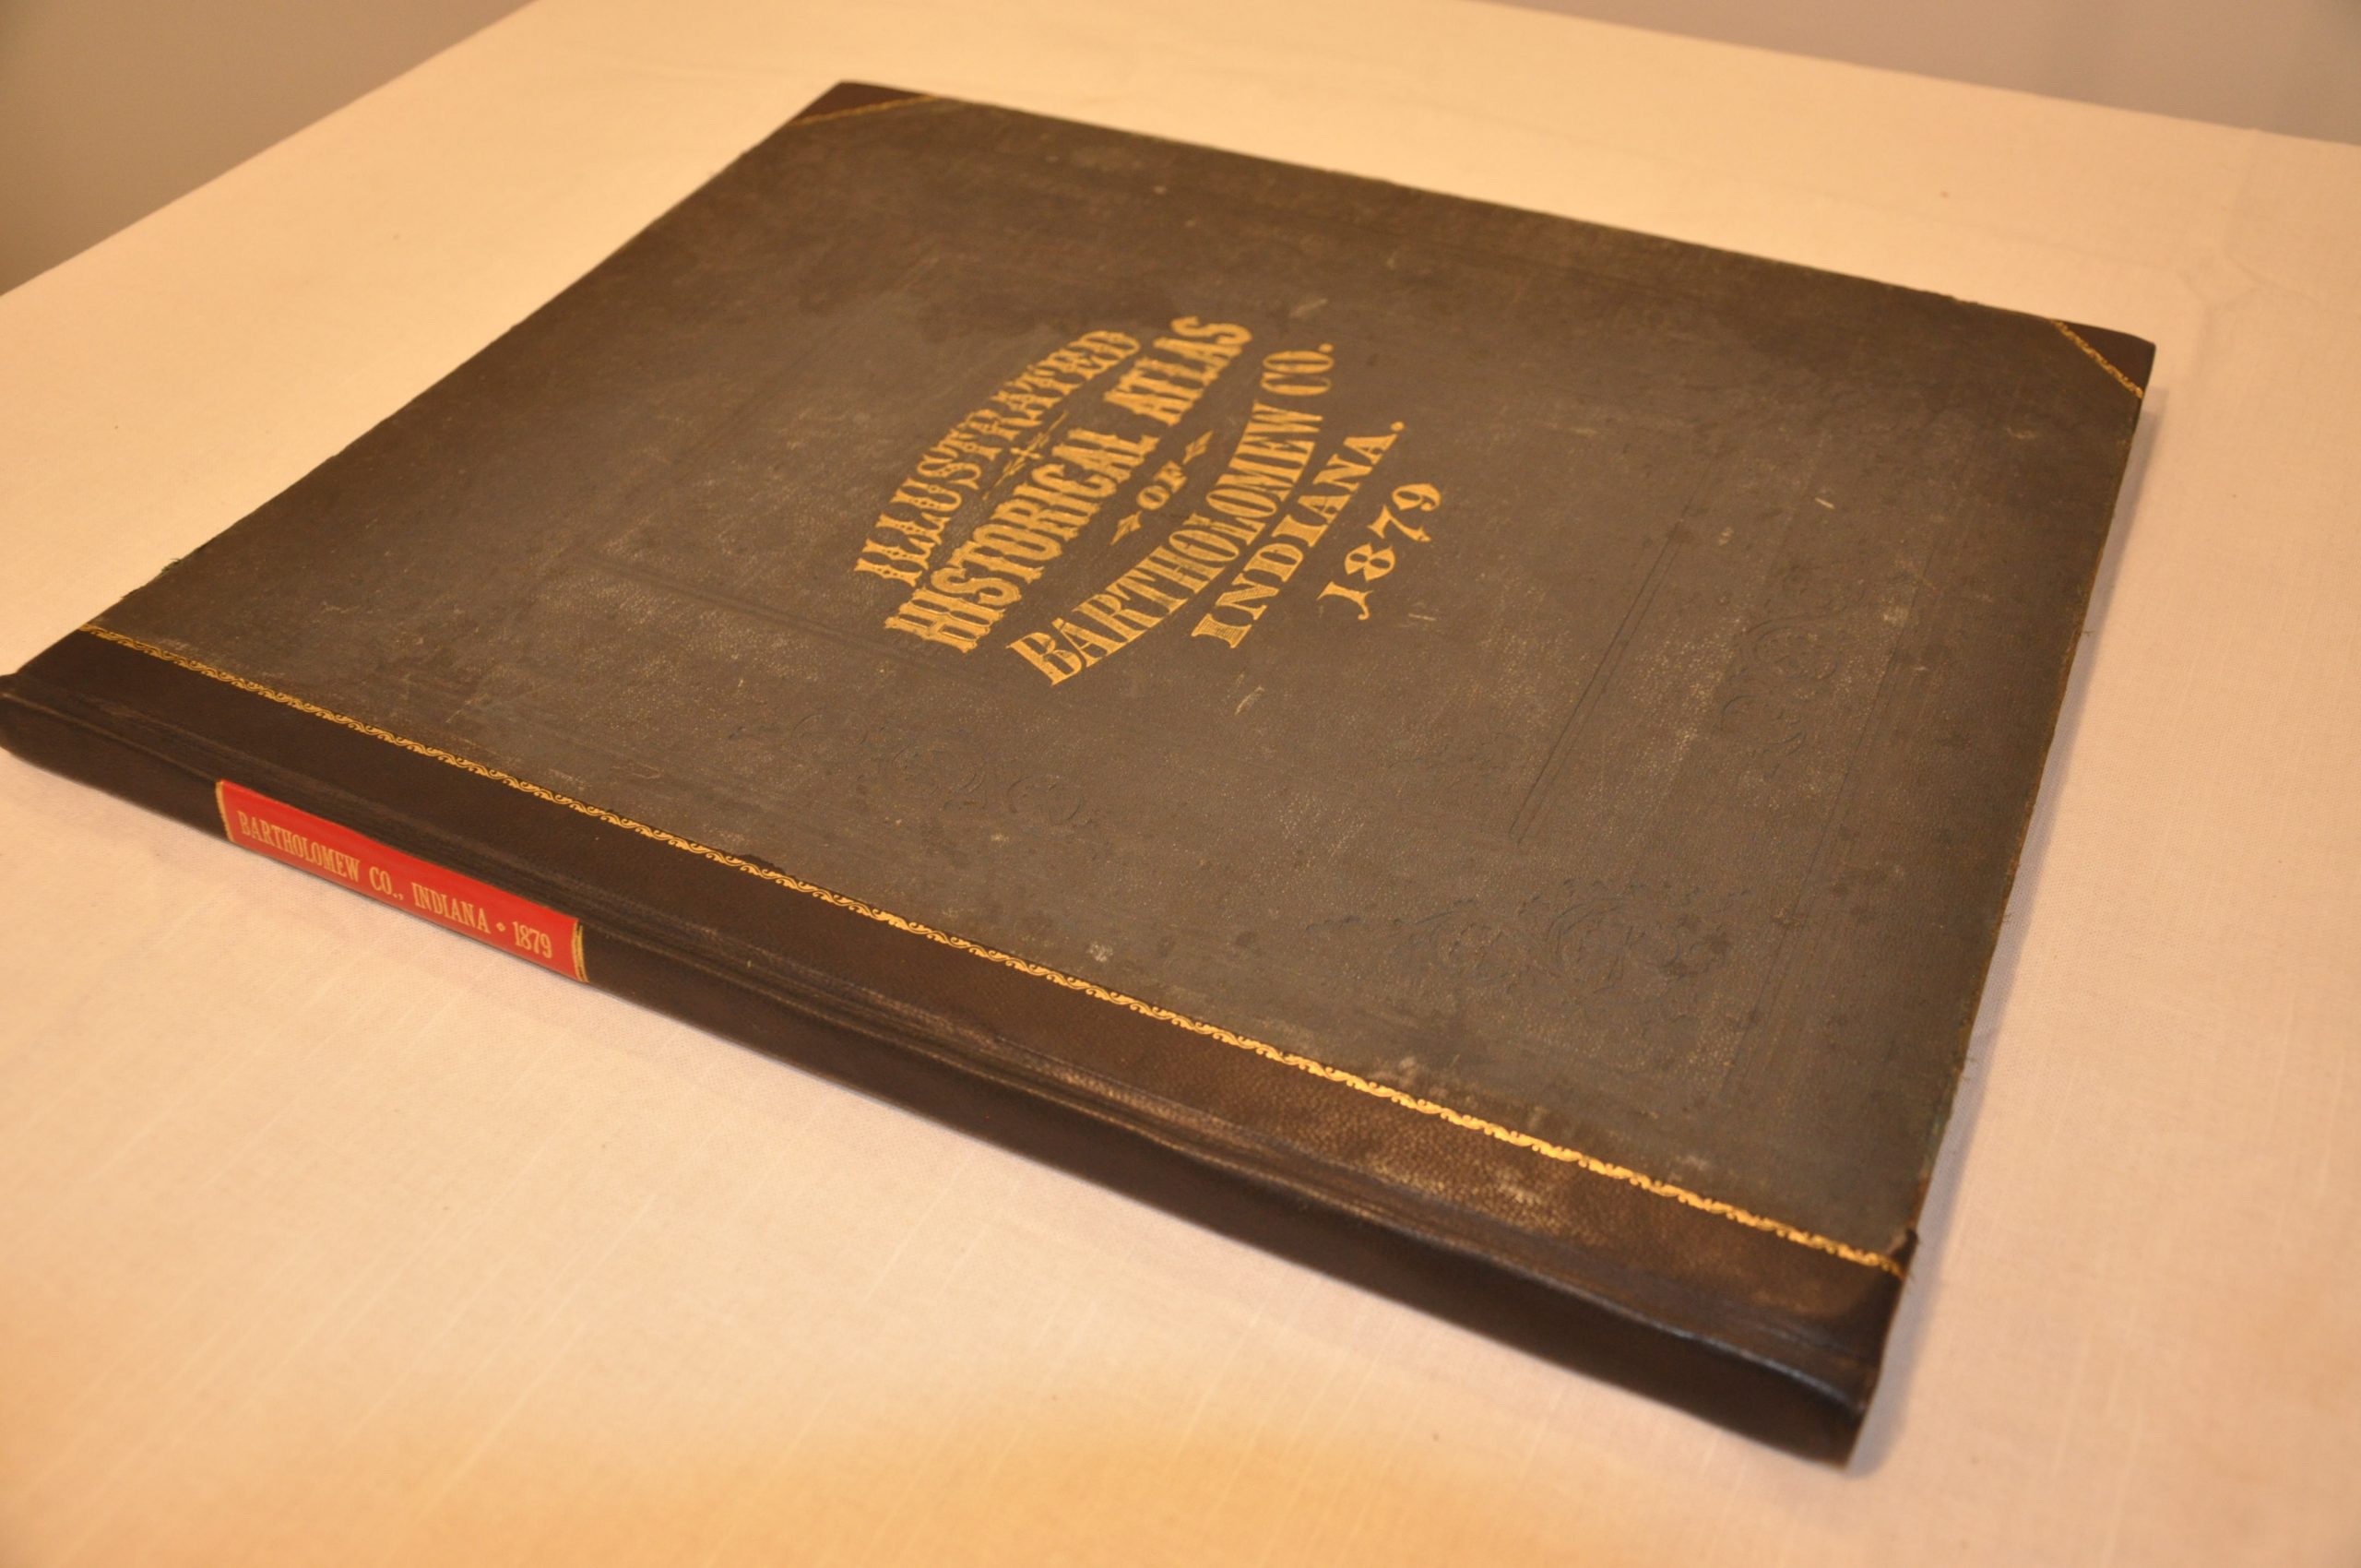 ILLUSTRATED
HISTORICAL ATLAS
OF
BARTHOLOMEW CO.
INDIANA.
1879
BARTHOLOMEW CO., INDIANA • 1879